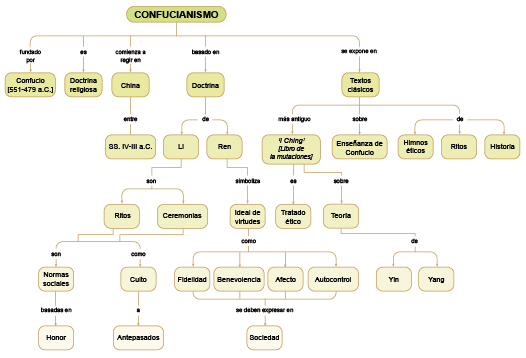 CONFUCIANISMO
fundado
por
es
comienza a
regir en
basado en
se expone en
Confucio
[551-479 a.C.]
Doctrina
religiosa
China
Doctrina
Textos
clásicos
entre
de
más antiguo
sobre
de
SS. IV-III a.C.
LI
Ren
'I Ching'
[Libro de
la mutaciones]
Enseñanza de
Confucio
Himnos
éticos
Ritos
Historia
son
simboliza
es
sobre
Ritos
Ceremonias
Ideal de
virtudes
Tratado
ético
Teoría
son
como
como
de
Normas
sociales
Culto
Fidelidad
Benevolencia
Afecto
Autocontrol
Yin
Yang
basadas en
a
se deben expresar en
Honor
Antepasados
Sociedad